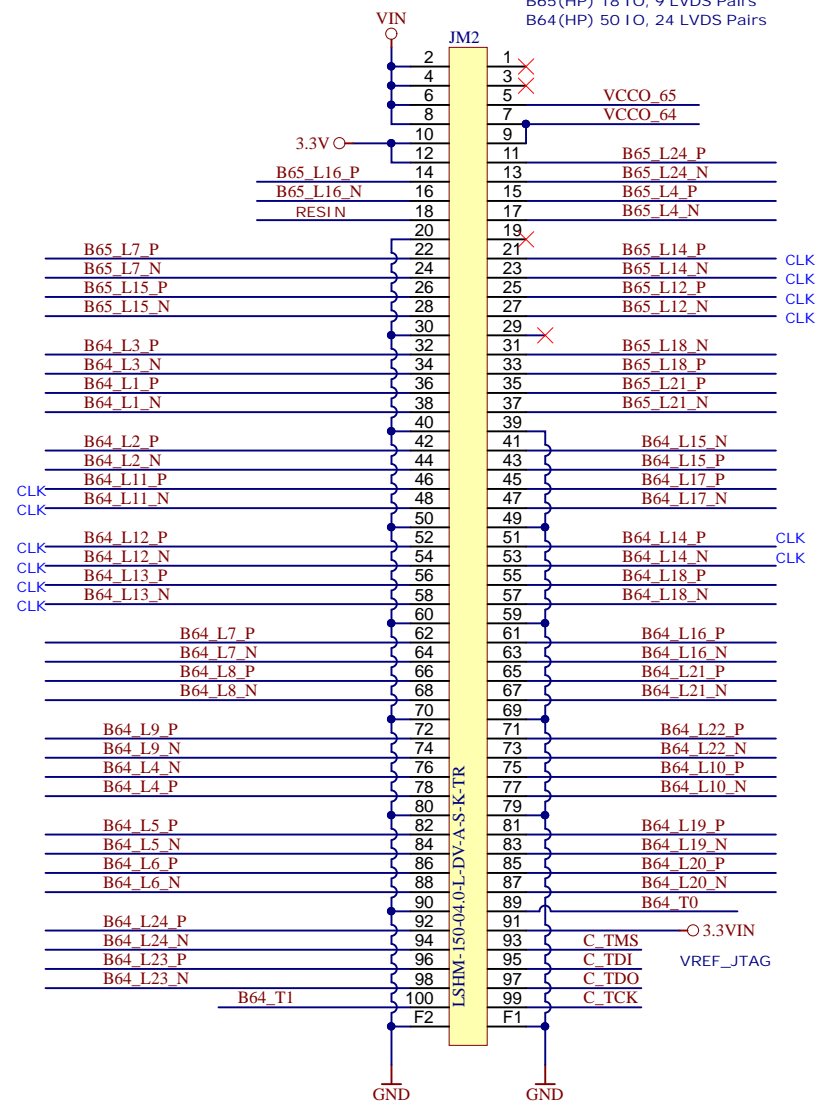 B65(HP) 18 IO, 9 LVDS Pairs
B64(HP) 50 IO, 24 LVDS Pairs
VIN
JM2
2 1
4 3
6 5 VCCO_65
8 7 VCCO_64
3.3V 10 9
12 11 B65_L24_P
B65_L16_P 14 13 B65_L24_N
B65_L16_N 16 15 B65_L4_P
RESIN 18 17 B65_L4_N
20 19
B65_L7_P 22 21 B65_L14_P CLK
B65_L7_N 24 23 B65_L14_N CLK
B65_L15_P 26 25 B65_L12_P CLK
B65_L15_N 28 27 B65_L12_N CLK
30 29
B64_L3_P 32 31 B65_L18_N
B64_L3_N 34 33 B65_L18_P
B64_L1_P 36 35 B65_L21_P
B64_L1_N 38 37 B65_L21_N
40 39
B64_L2_P 42 41 B64_L15_N
B64_L2_N 44 43 B64_L15_P
CLK B64_L11_P 46 45 B64_L17_P
CLK B64_L11_N 48 47 B64_L17_N
50 49
CLK B64_L12_P 52 51 B64_L14_P CLK
CLK B64_L12_N 54 53 B64_L14_N CLK
CLK B64_L13_P 56 55 B64_L18_P
CLK B64_L13_N 58 57 B64_L18_N
60 59
B64_L7_P 62 61 B64_L16_P
B64_L7_N 64 63 B64_L16_N
B64_L8_P 66 65 B64_L21_P
B64_L8_N 68 67 B64_L21_N
70 69
B64_L9_P 72 71 B64_L22_P
B64_L9_N 74 73 B64_L22_N
B64_L4_N 76 75 B64_L10_P
B64_L4_P 78 77 B64_L10_N
80 79
B64_L5_P 82 81 B64_L19_P
B64_L5_N 84 83 B64_L19_N
B64_L6_P 86 85 B64_L20_P
B64_L6_N 88 87 B64_L20_N
90 89 B64_T0
B64_L24_P 92 91 3.3VIN
B64_L24_N 94 93 C_TMS
B64_L23_P 96 95 C_TDI VREF_JTAG
B64_L23_N 98 97 C_TDO
B64_T1 100 99 C_TCK
F2 F1
LSHM-150-04.0-L-DV-A-S-K-TR
GND GND